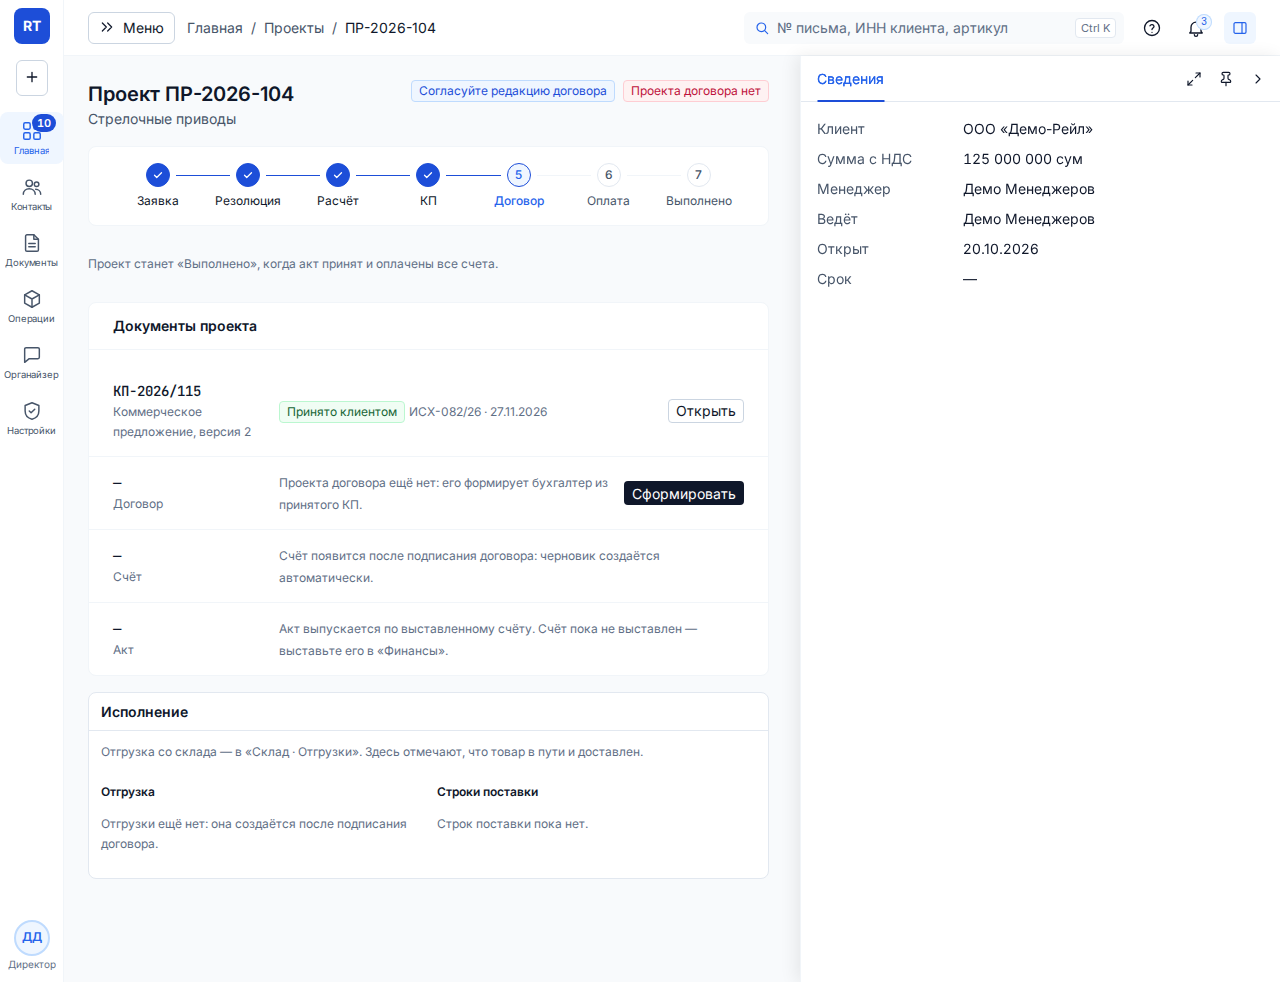 RT
Меню
Главная / Проекты / ПР-2026-104
№ письма, ИНН клиента, артикул
Ctrl K
3
10
Главная
Контакты
Документы
Операции
Органайзер
Настройки
ДД
Директор
Проект ПР-2026-104
Согласуйте редакцию договора
Проекта договора нет
Стрелочные приводы
5
6
7
Заявка
Резолюция
Расчёт
КП
Договор
Оплата
Выполнено
Проект станет «Выполнено», когда акт принят и оплачены все счета.
Документы проекта
КП-2026/115
Коммерческое
предложение, версия 2
Принято клиентом
ИСХ-082/26 · 27.11.2026
Открыть
—
Договор
Проекта договора ещё нет: его формирует бухгалтер из
принятого КП.
Сформировать
—
Счёт
Счёт появится после подписания договора: черновик создаётся
автоматически.
—
Акт
Акт выпускается по выставленному счёту. Счёт пока не выставлен —
выставьте его в «Финансы».
Исполнение
Отгрузка со склада — в «Склад · Отгрузки». Здесь отмечают, что товар в пути и доставлен.
Отгрузка
Отгрузки ещё нет: она создаётся после подписания
договора.
Строки поставки
Строк поставки пока нет.
Сведения
Клиент
ООО «Демо-Рейл»
Сумма с НДС
125 000 000 сум
Менеджер
Демо Менеджеров
Ведёт
Демо Менеджеров
Открыт
20.10.2026
Срок
—